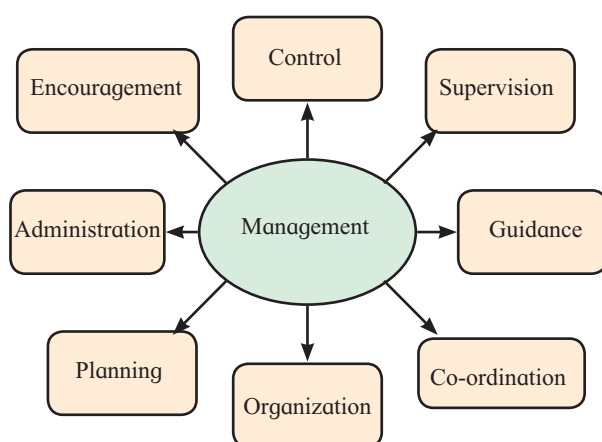 Control
Encouragement
Supervision
Administration
Management
Guidance
Planning
Co-ordination
Organization